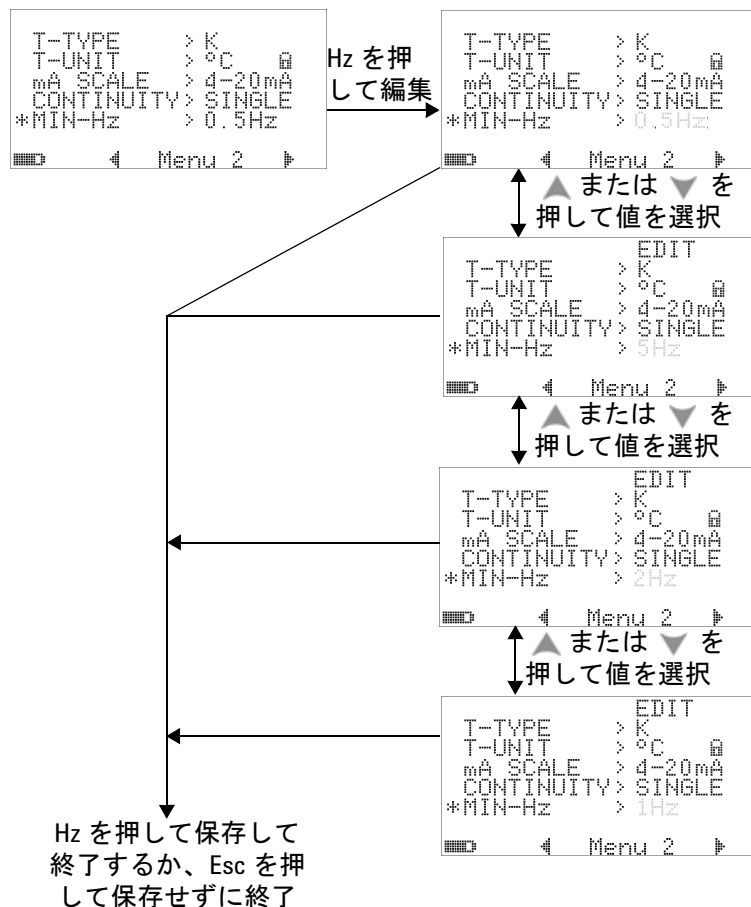 T-TYPE > K
T-UNIT > °C
mA SCALE > 4-20mA
CONTINUITY> SINGLE
*MIN-Hz > 0.5Hz
Menu 2
Hz を押
して編集
T-TYPE > K
T-UNIT > °C
mA SCALE > 4-20mA
CONTINUITY> SINGLE
*MIN-Hz > 0.5Hz
Menu 2
▲ または ▼ を
押して値を選択
EDIT
T-TYPE > K
T-UNIT > °C
mA SCALE > 4-20mA
CONTINUITY> SINGLE
*MIN-Hz > 5Hz
Menu 2
▲ または ▼ を
押して値を選択
EDIT
T-TYPE > K
T-UNIT > °C
mA SCALE > 4-20mA
CONTINUITY> SINGLE
*MIN-Hz > 2Hz
Menu 2
▲ または ▼ を
押して値を選択
EDIT
T-TYPE > K
T-UNIT > °C
mA SCALE > 4-20mA
CONTINUITY> SINGLE
*MIN-Hz > 1Hz
Menu 2
Hz を押して保存して
終了するか、Esc を押
して保存せずに終了